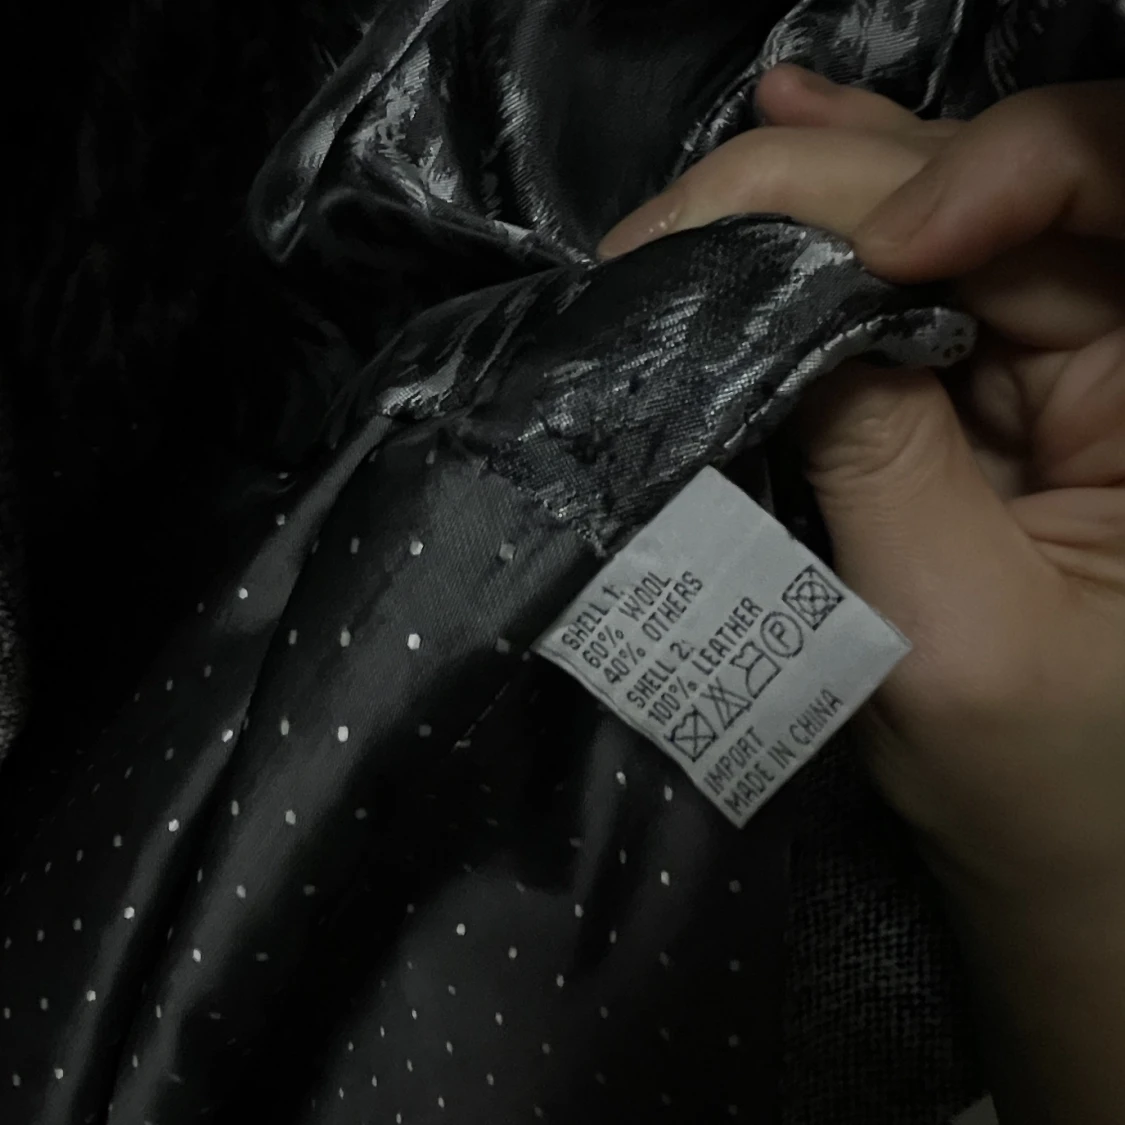 SHELL 1:
60% WOOL
40% OTHERS
SHELL 2:
100% LEATHER
P
IMPORT
MADE IN CHINA